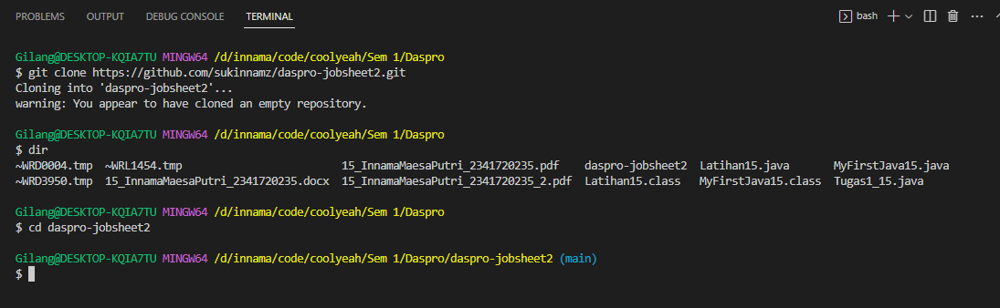 PROBLEMS OUTPUT DEBUG CONSOLE TERMINAL bash
Gilang@DESKTOP-KQIA7TU MINGW64 /d/innama/code/coolyeah/Sem 1/Daspro
$ git clone https://github.com/sukinnamz/daspro-jobsheet2.git
Cloning into 'daspro-jobsheet2'...
warning: You appear to have cloned an empty repository.
Gilang@DESKTOP-KQIA7TU MINGW64 /d/innama/code/coolyeah/Sem 1/Daspro
$ dir
~WRD0004.tmp ~WRL1454.tmp 15_InnamaMaesaPutri_2341720235.pdf daspro-jobsheet2 Latihan15.java MyFirstJava15.java
~WRD3950.tmp 15_InnamaMaesaPutri_2341720235.docx 15_InnamaMaesaPutri_2341720235_2.pdf Latihan15.class MyFirstJava15.class Tugas1_15.java
Gilang@DESKTOP-KQIA7TU MINGW64 /d/innama/code/coolyeah/Sem 1/Daspro
$ cd daspro-jobsheet2
Gilang@DESKTOP-KQIA7TU MINGW64 /d/innama/code/coolyeah/Sem 1/Daspro/daspro-jobsheet2 (main)
$